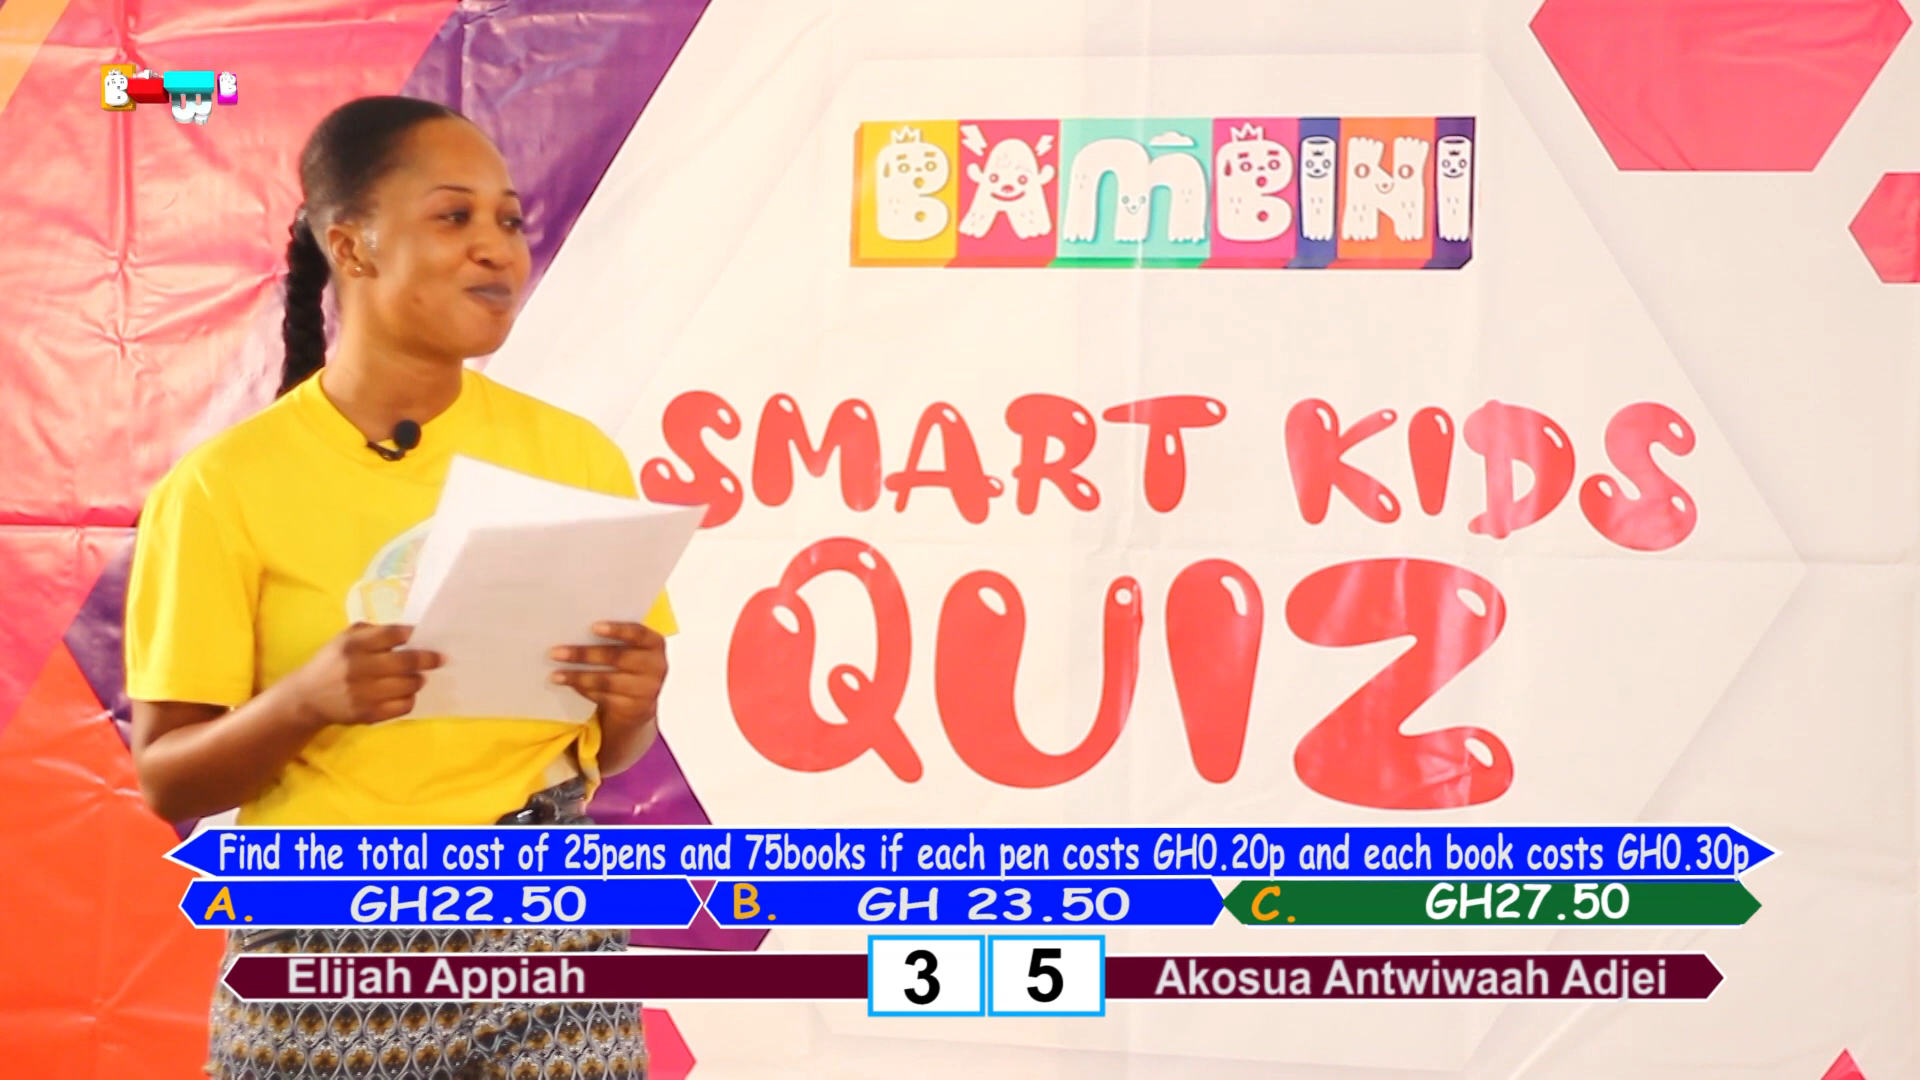 BAMBINI
SMART KIDS
QUIZ
Find the total cost of 25pens and 75books if each pen costs GH0.20p and each book costs GH0.30p
A. GH22.50 B. GH 23.50 C. GH27.50
Elijah Appiah 3 5 Akosua Antwiwaah Adjei